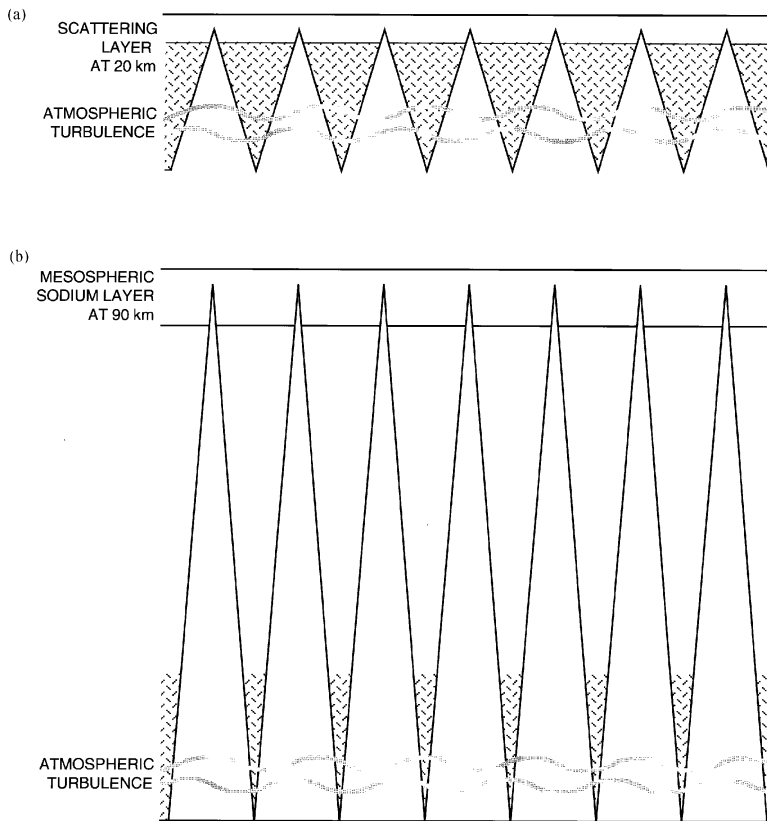 (a)
SCATTERING
LAYER
AT 20 km
ATMOSPHERIC
TURBULENCE
(b)
MESOSPHERIC
SODIUM LAYER
AT 90 km
ATMOSPHERIC
TURBULENCE